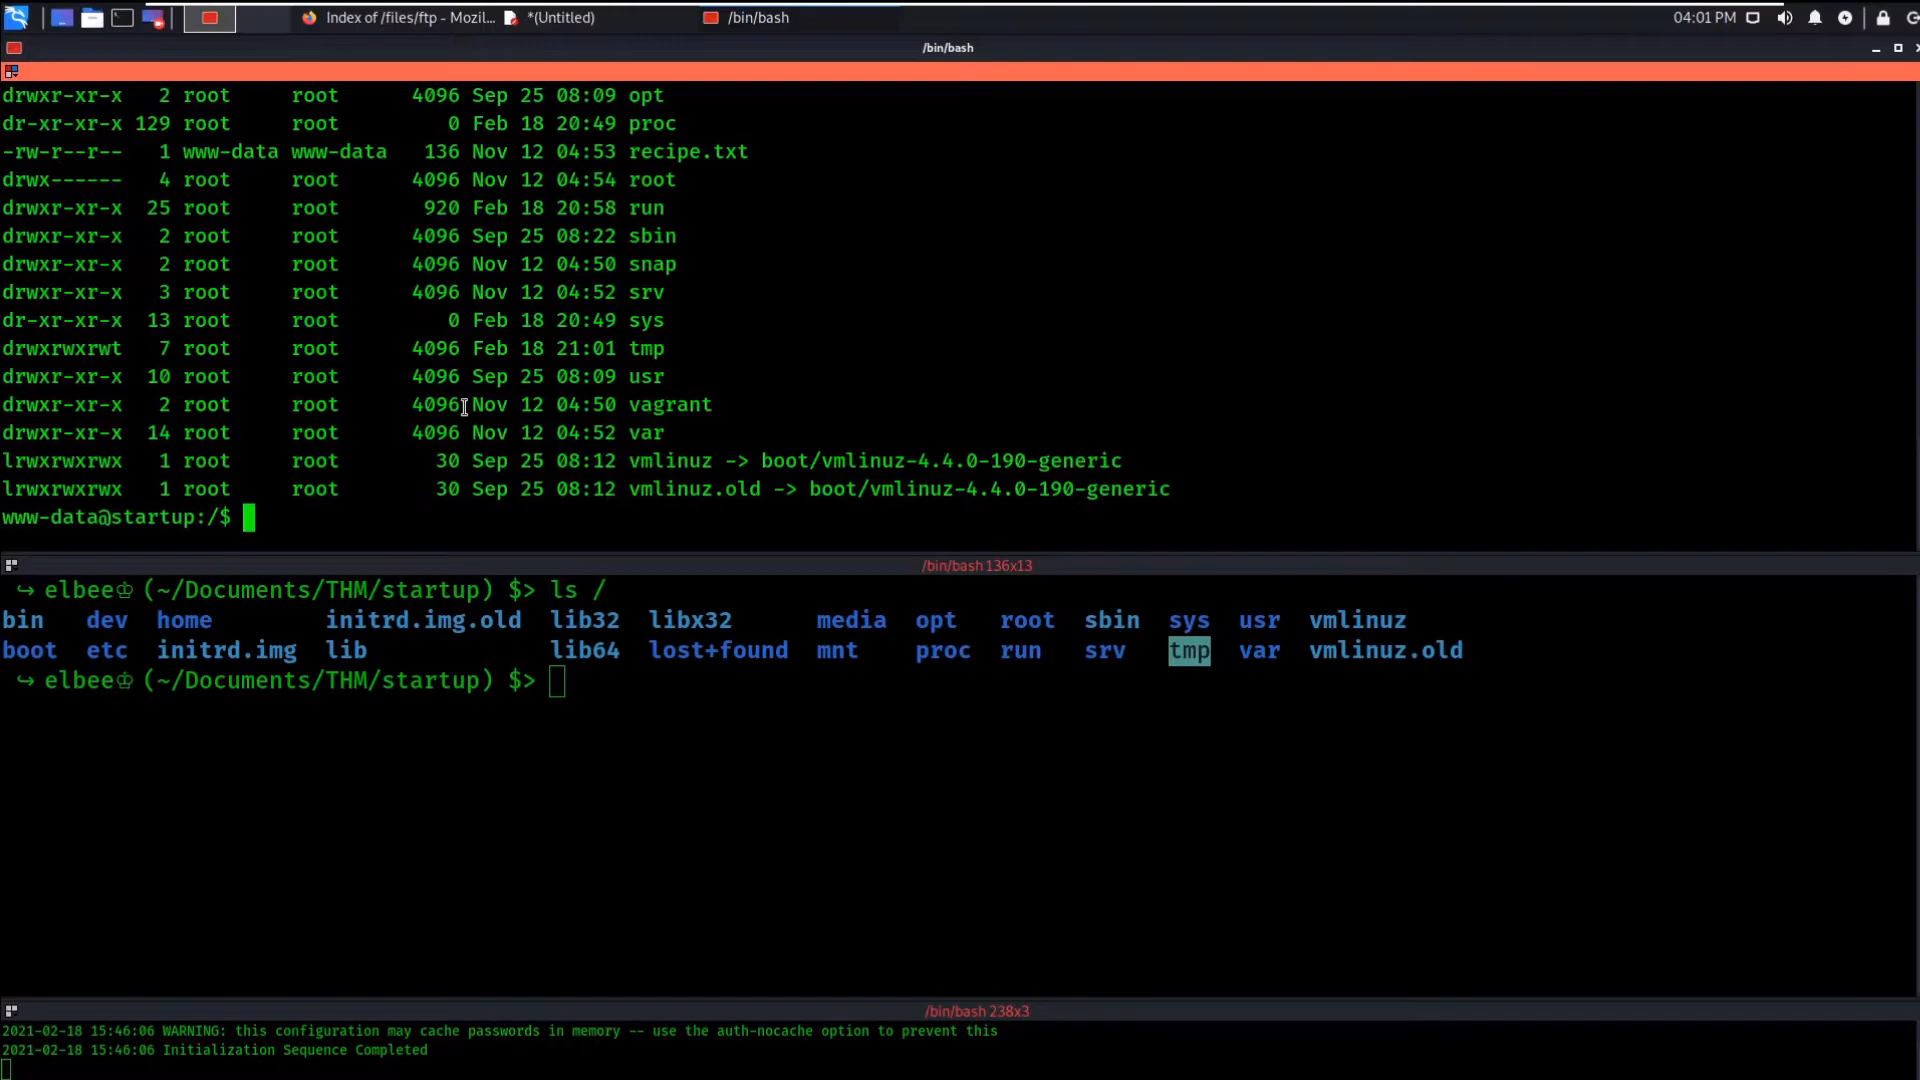 Index of /files/ftp - Mozil... *(Untitled) /bin/bash 04:01 PM
/bin/bash
drwxr-xr-x 2 root root 4096 Sep 25 08:09 opt
dr-xr-xr-x 129 root root 0 Feb 18 20:49 proc
-rw-r--r-- 1 www-data www-data 136 Nov 12 04:53 recipe.txt
drwx------ 4 root root 4096 Nov 12 04:54 root
drwxr-xr-x 25 root root 920 Feb 18 20:58 run
drwxr-xr-x 2 root root 4096 Sep 25 08:22 sbin
drwxr-xr-x 2 root root 4096 Nov 12 04:50 snap
drwxr-xr-x 3 root root 4096 Nov 12 04:52 srv
dr-xr-xr-x 13 root root 0 Feb 18 20:49 sys
drwxrwxrwt 7 root root 4096 Feb 18 21:01 tmp
drwxr-xr-x 10 root root 4096 Sep 25 08:09 usr
drwxr-xr-x 2 root root 4096 Nov 12 04:50 vagrant
drwxr-xr-x 14 root root 4096 Nov 12 04:52 var
lrwxrwxrwx 1 root root 30 Sep 25 08:12 vmlinuz -> boot/vmlinuz-4.4.0-190-generic
lrwxrwxrwx 1 root root 30 Sep 25 08:12 vmlinuz.old -> boot/vmlinuz-4.4.0-190-generic
www-data@startup:/$
/bin/bash 136x13
↪ elbee♔ (~/Documents/THM/startup) $> ls /
bin dev home initrd.img.old lib32 libx32 media opt root sbin sys usr vmlinuz
boot etc initrd.img lib lib64 lost+found mnt proc run srv tmp var vmlinuz.old
↪ elbee♔ (~/Documents/THM/startup) $>
/bin/bash 238x3
2021-02-18 15:46:06 WARNING: this configuration may cache passwords in memory -- use the auth-nocache option to prevent this
2021-02-18 15:46:06 Initialization Sequence Completed